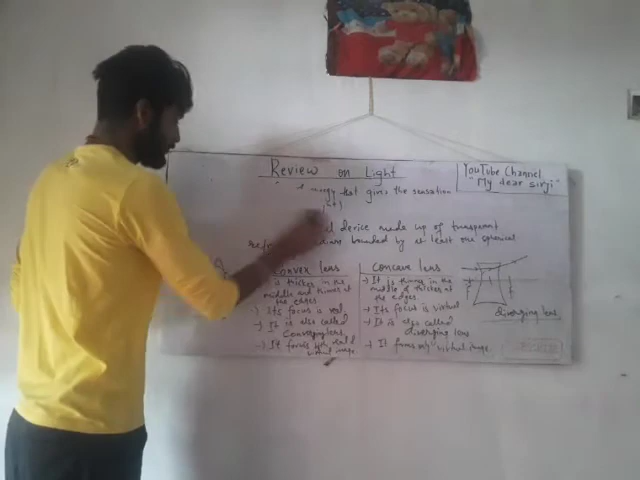 Review on Light
YouTube Channel
"My dear sirji"
energy that gives the sensation
device made up of transparent
bounded by at least one spherical
Convex lens
is thicker in the
middle and thinner at
the edges
→ Its focus is real
→ It is also called
Converging lens
→ It forms both real &
virtual image
Concave lens
→ It is thinner in the
middle & thicker at
the edges
→ Its focus is virtual
→ It is also called
diverging lens
→ It forms only virtual image
diverging lens